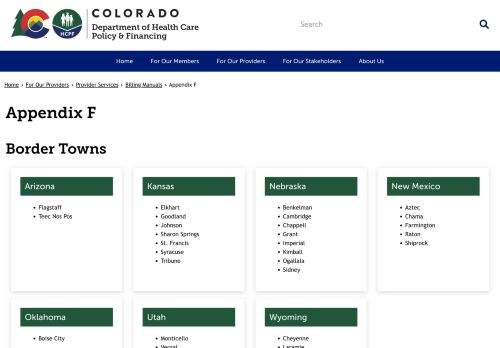 COLORADO
Department of Health Care
Policy & Financing
HCPF
Search
Home
For Our Members
For Our Providers
For Our Stakeholders
About Us
Home › For Our Providers › Provider Services › Billing Manuals › Appendix F
Appendix F
Border Towns
Arizona
• Flagstaff
• Teec Nos Pos
Kansas
• Elkhart
• Goodland
• Johnson
• Sharon Springs
• St. Francis
• Syracuse
• Tribune
Nebraska
• Benkelman
• Cambridge
• Chappell
• Grant
• Imperial
• Kimball
• Ogallala
• Sidney
New Mexico
• Aztec
• Chama
• Farmington
• Raton
• Shiprock
Oklahoma
• Boise City
Utah
• Monticello
• Vernal
Wyoming
• Cheyenne
• Laramie